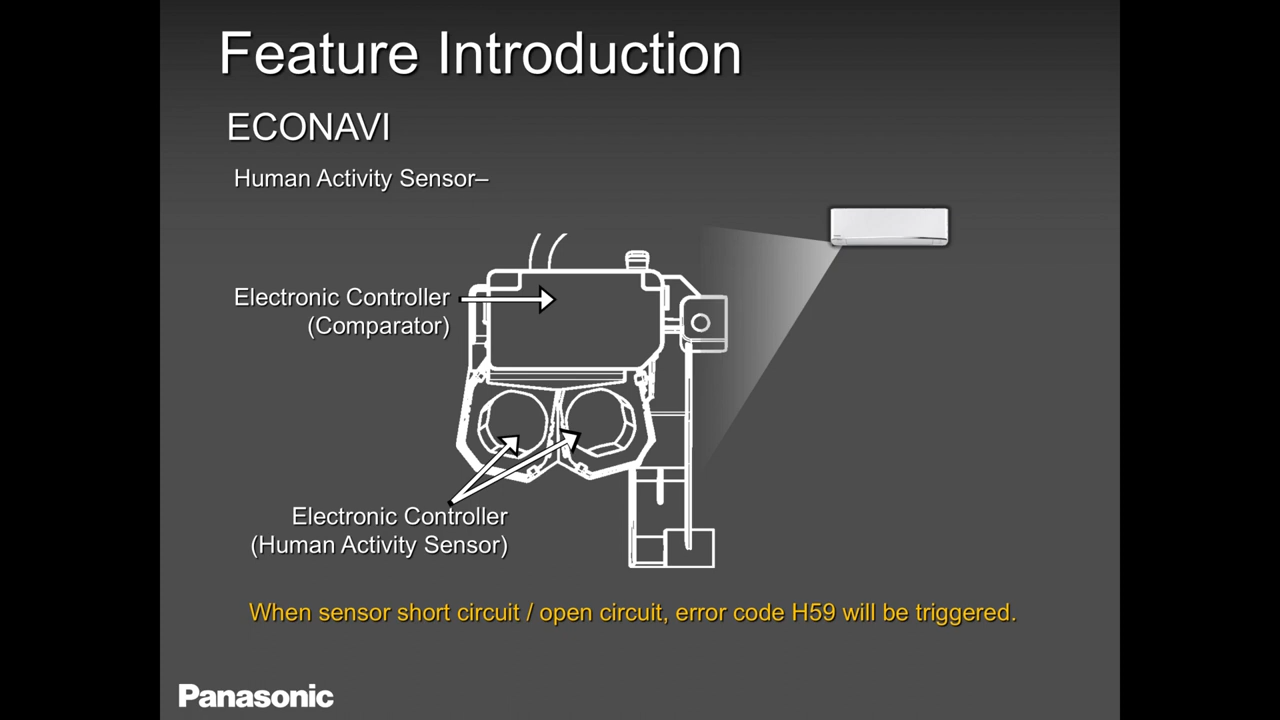 Feature Introduction
ECONAVI
Human Activity Sensor–
Electronic Controller
(Comparator)
Electronic Controller
(Human Activity Sensor)
When sensor short circuit / open circuit, error code H59 will be triggered.
Panasonic